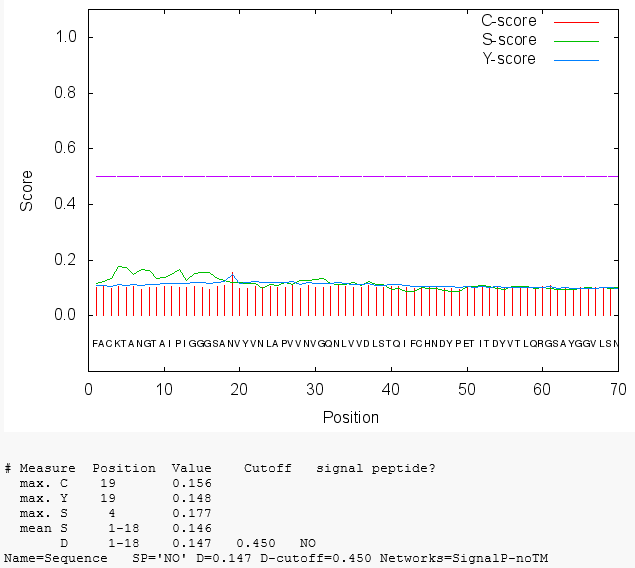 1.0
0.8
0.6
0.4
0.2
0.0
Score
C-score
S-score
Y-score
FACKTANGTAIPIGGGSANVYVNLAPVVNVGQNLVVDLSTQIFCHNDYPETITDYVTLQRGSAYGGVLSN
0 10 20 30 40 50 60 70
Position
# Measure Position Value Cutoff signal peptide?
max. C 19 0.156
max. Y 19 0.148
max. S 4 0.177
mean S 1-18 0.146
D 1-18 0.147 0.450 NO
Name=Sequence SP='NO' D=0.147 D-cutoff=0.450 Networks=SignalP-noTM